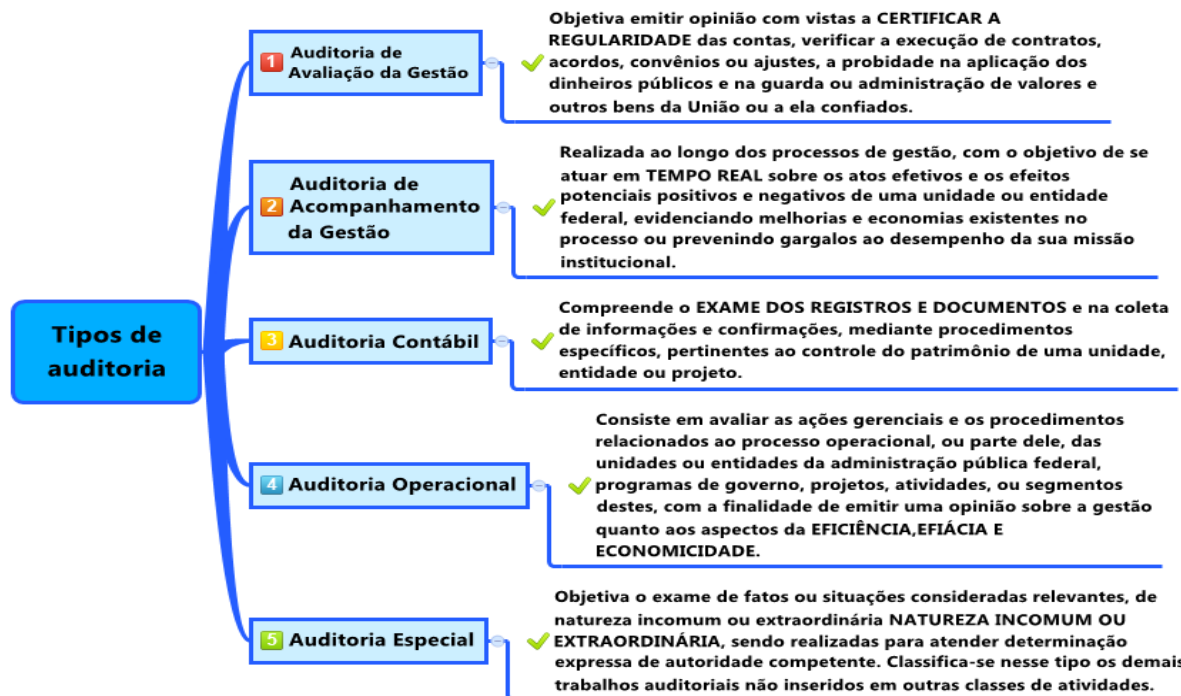 Tipos de
auditoria
1 Auditoria de
Avaliação da Gestão
Objetiva emitir opinião com vistas a CERTIFICAR A
REGULARIDADE das contas, verificar a execução de contratos,
acordos, convênios ou ajustes, a probidade na aplicação dos
dinheiros públicos e na guarda ou administração de valores e
outros bens da União ou a ela confiados.
2 Auditoria de
Acompanhamento
da Gestão
Realizada ao longo dos processos de gestão, com o objetivo de se
atuar em TEMPO REAL sobre os atos efetivos e os efeitos
potenciais positivos e negativos de uma unidade ou entidade
federal, evidenciando melhorias e economias existentes no
processo ou prevenindo gargalos ao desempenho da sua missão
institucional.
3 Auditoria Contábil
Compreende o EXAME DOS REGISTROS E DOCUMENTOS e na coleta
de informações e confirmações, mediante procedimentos
específicos, pertinentes ao controle do patrimônio de uma unidade,
entidade ou projeto.
4 Auditoria Operacional
Consiste em avaliar as ações gerenciais e os procedimentos
relacionados ao processo operacional, ou parte dele, das
unidades ou entidades da administração pública federal,
programas de governo, projetos, atividades, ou segmentos
destes, com a finalidade de emitir uma opinião sobre a gestão
quanto aos aspectos da EFICIÊNCIA,EFIÁCIA E
ECONOMICIDADE.
5 Auditoria Especial
Objetiva o exame de fatos ou situações consideradas relevantes, de
natureza incomum ou extraordinária NATUREZA INCOMUM OU
EXTRAORDINÁRIA, sendo realizadas para atender determinação
expressa de autoridade competente. Classifica-se nesse tipo os demais
trabalhos auditoriais não inseridos em outras classes de atividades.